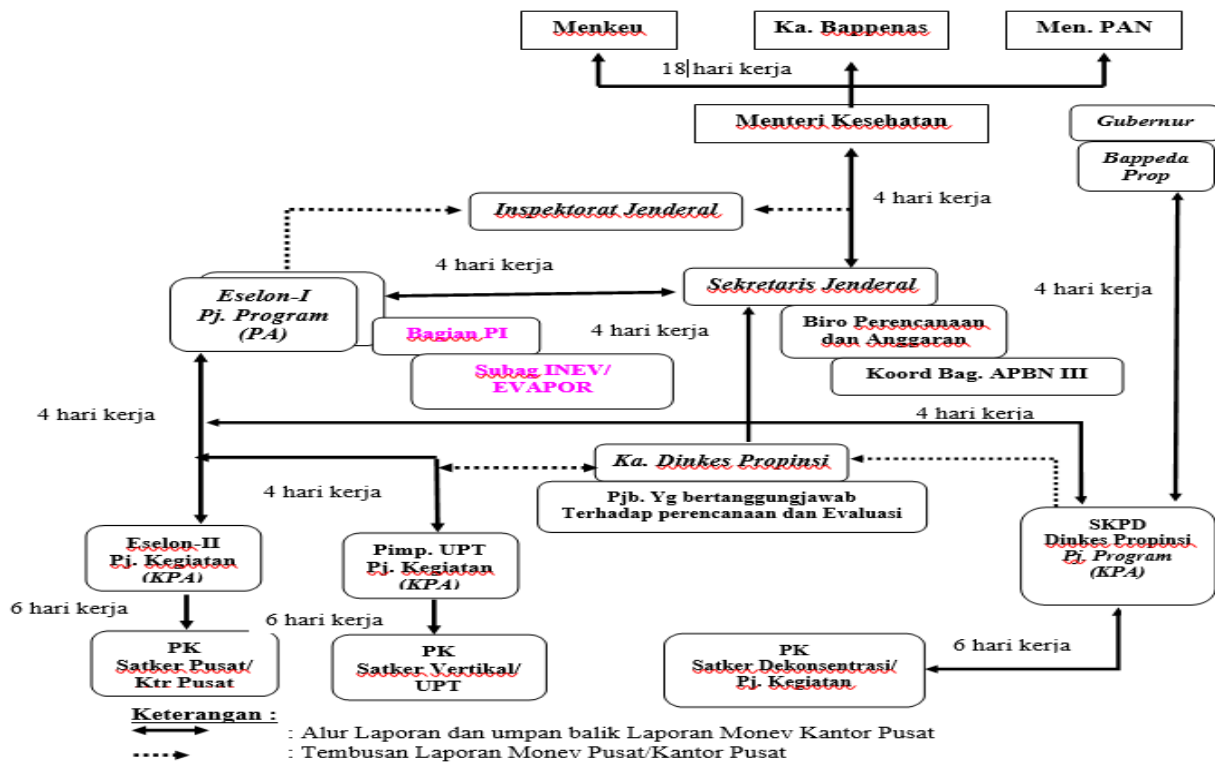 Menkeu
Ka. Bappenas
Men. PAN
18 hari kerja
Menteri Kesehatan
Gubernur
Bappeda
Prop
4 hari kerja
Inspektorat Jenderal
4 hari kerja
Sekretaris Jenderal
4 hari kerja
Eselon-I
Pj. Program
(PA)
Bagian PI
Subag INEV/
EVAPOR
4 hari kerja
Biro Perencanaan
dan Anggaran
Koord Bag. APBN III
4 hari kerja
4 hari kerja
Ka. Dinkes Propinsi
Pjb. Yg bertanggungjawab
Terhadap perencanaan dan Evaluasi
4 hari kerja
Eselon-II
Pj. Kegiatan
(KPA)
Pimp. UPT
Pj. Kegiatan
(KPA)
SKPD
Dinkes Propinsi
Pj. Program
(KPA)
6 hari kerja
6 hari kerja
6 hari kerja
PK
Satker Pusat/
Ktr Pusat
PK
Satker Vertikal/
UPT
PK
Satker Dekonsentrasi/
Pj. Kegiatan
Keterangan :
: Alur Laporan dan umpan balik Laporan Monev Kantor Pusat
: Tembusan Laporan Monev Pusat/Kantor Pusat